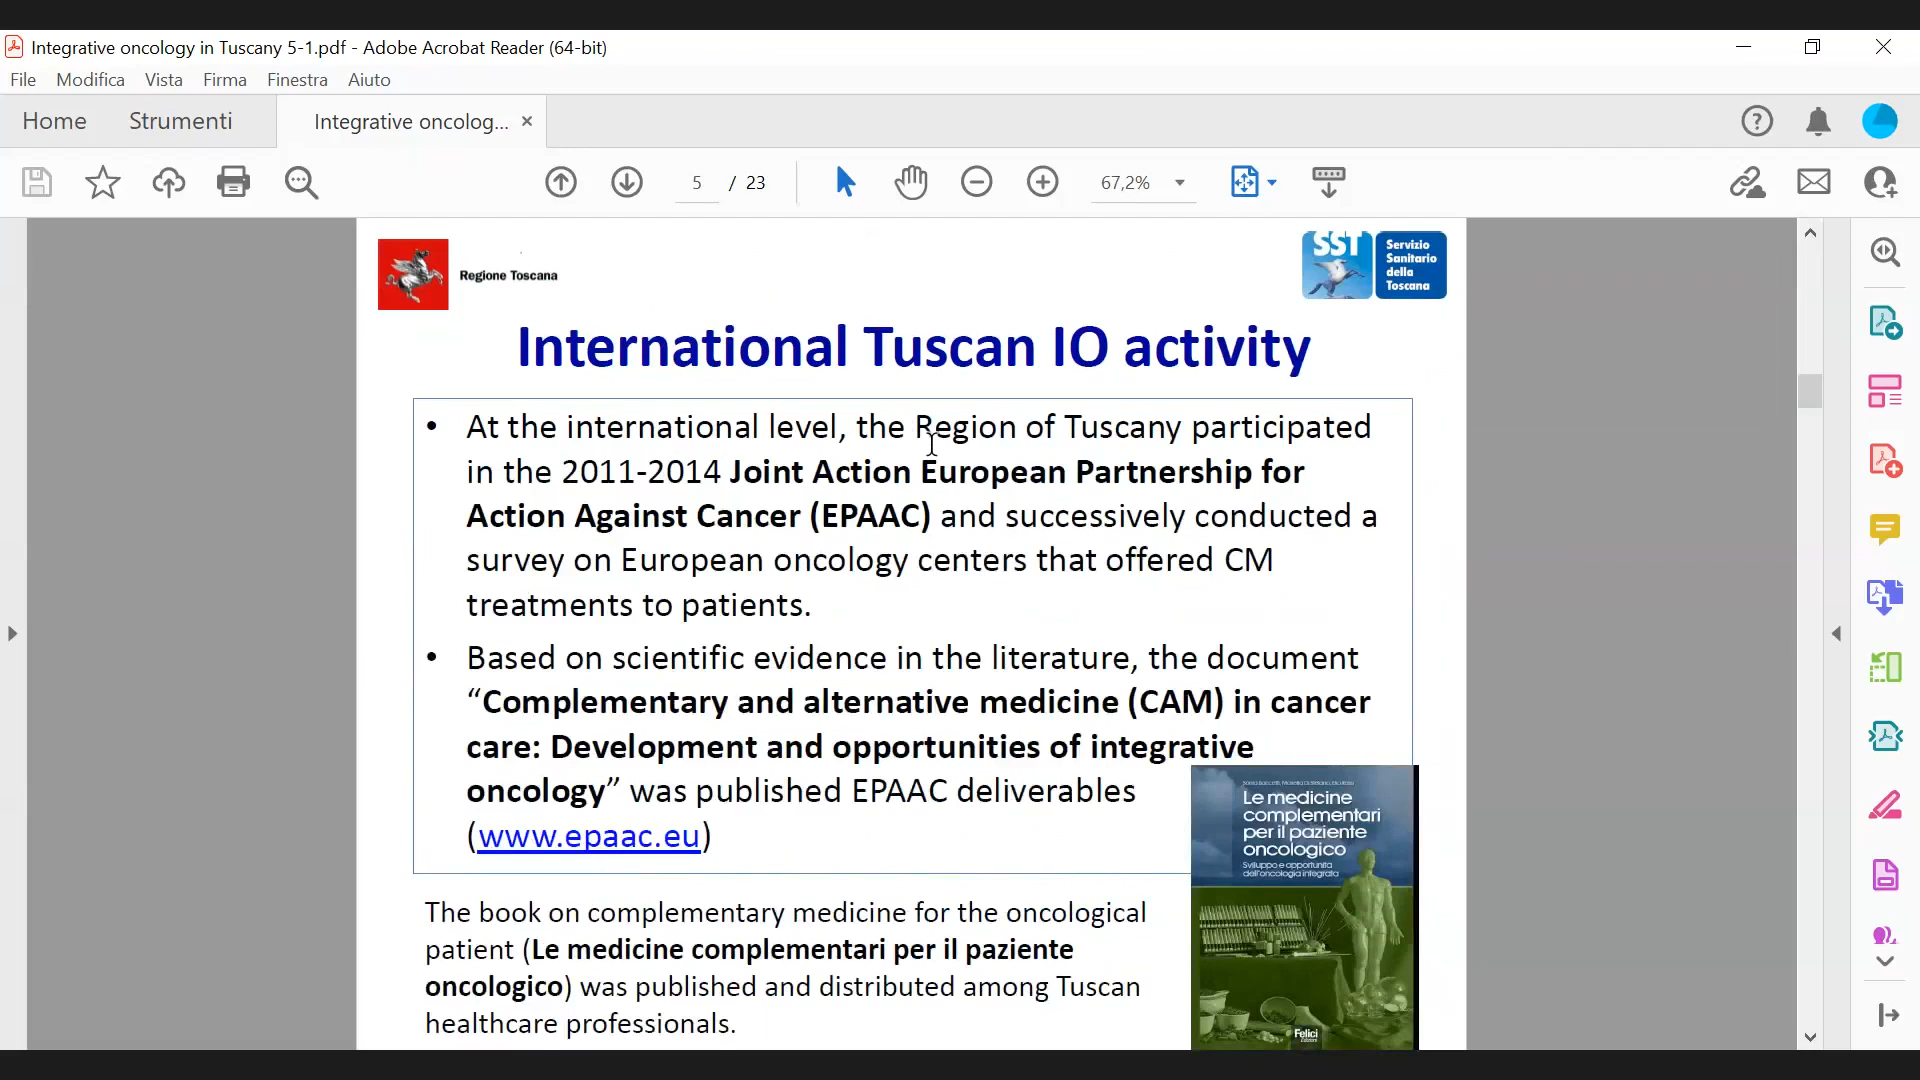 Integrative oncology in Tuscany 5-1.pdf - Adobe Acrobat Reader (64-bit)
File Modifica Vista Firma Finestra Aiuto
Home Strumenti Integrative oncolog... ×
5 / 23 67,2%
Regione Toscana
SST
Servizio
Sanitario
della
Toscana
International Tuscan IO activity
• At the international level, the Region of Tuscany participated
in the 2011-2014 Joint Action European Partnership for
Action Against Cancer (EPAAC) and successively conducted a
survey on European oncology centers that offered CM
treatments to patients.
• Based on scientific evidence in the literature, the document
“Complementary and alternative medicine (CAM) in cancer
care: Development and opportunities of integrative
oncology” was published EPAAC deliverables
(www.epaac.eu)
Le medicine
complementari
per il paziente
oncologico
Sviluppo e opportunità
dell'oncologia integrata
Felici
The book on complementary medicine for the oncological
patient (Le medicine complementari per il paziente
oncologico) was published and distributed among Tuscan
healthcare professionals.